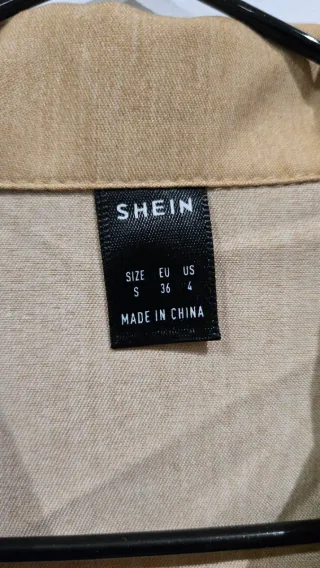 SHEIN
SIZE EU US
S 36 4
MADE IN CHINA